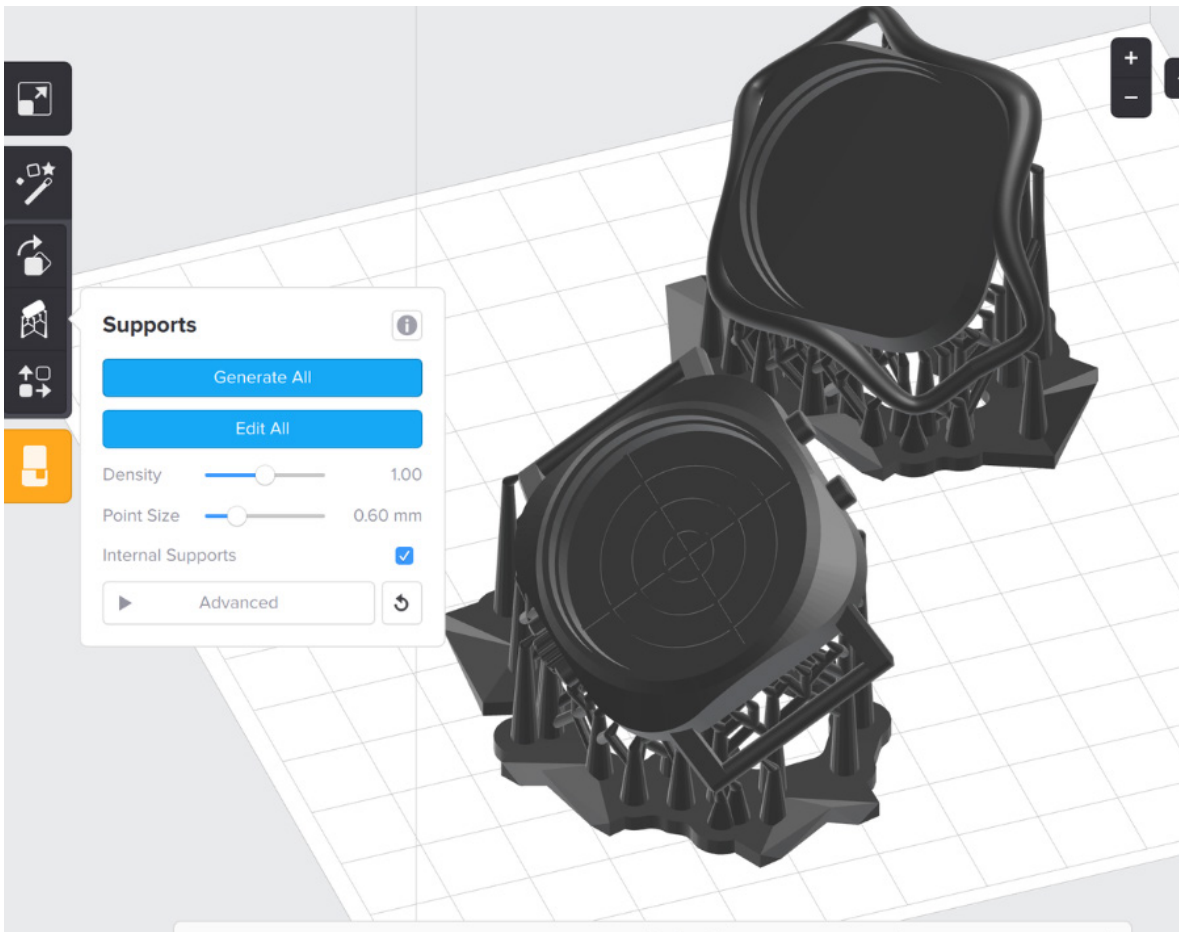 Supports
Generate All
Edit All
Density 1.00
Point Size 0.60 mm
Internal Supports
Advanced